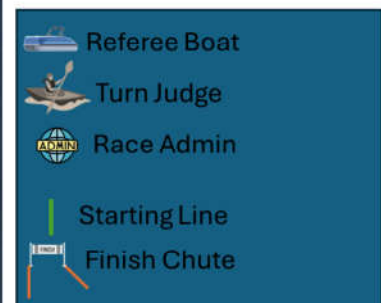 Referee Boat
Turn Judge
ADMIN Race Admin
Starting Line
FINISH Finish Chute